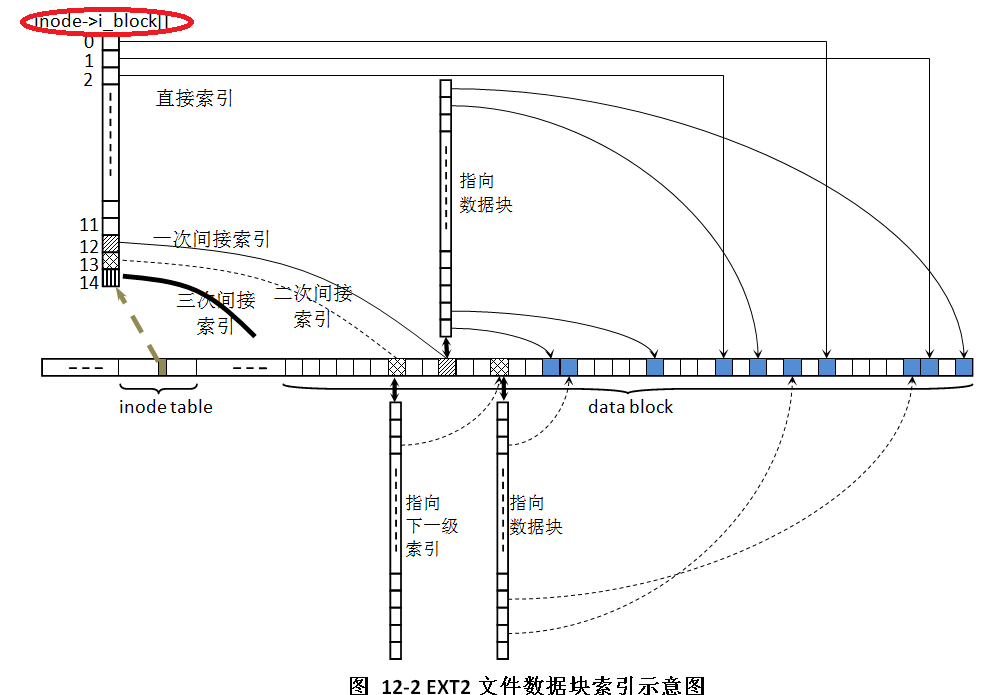 inode->i_block[]
0
1
2
直接索引
指向
数据块
11
12
13
14
一次间接索引
二次间接
索引
三次间接
索引
inode table
data block
指向
下一级
索引
指向
数据块
图 12-2 EXT2 文件数据块索引示意图